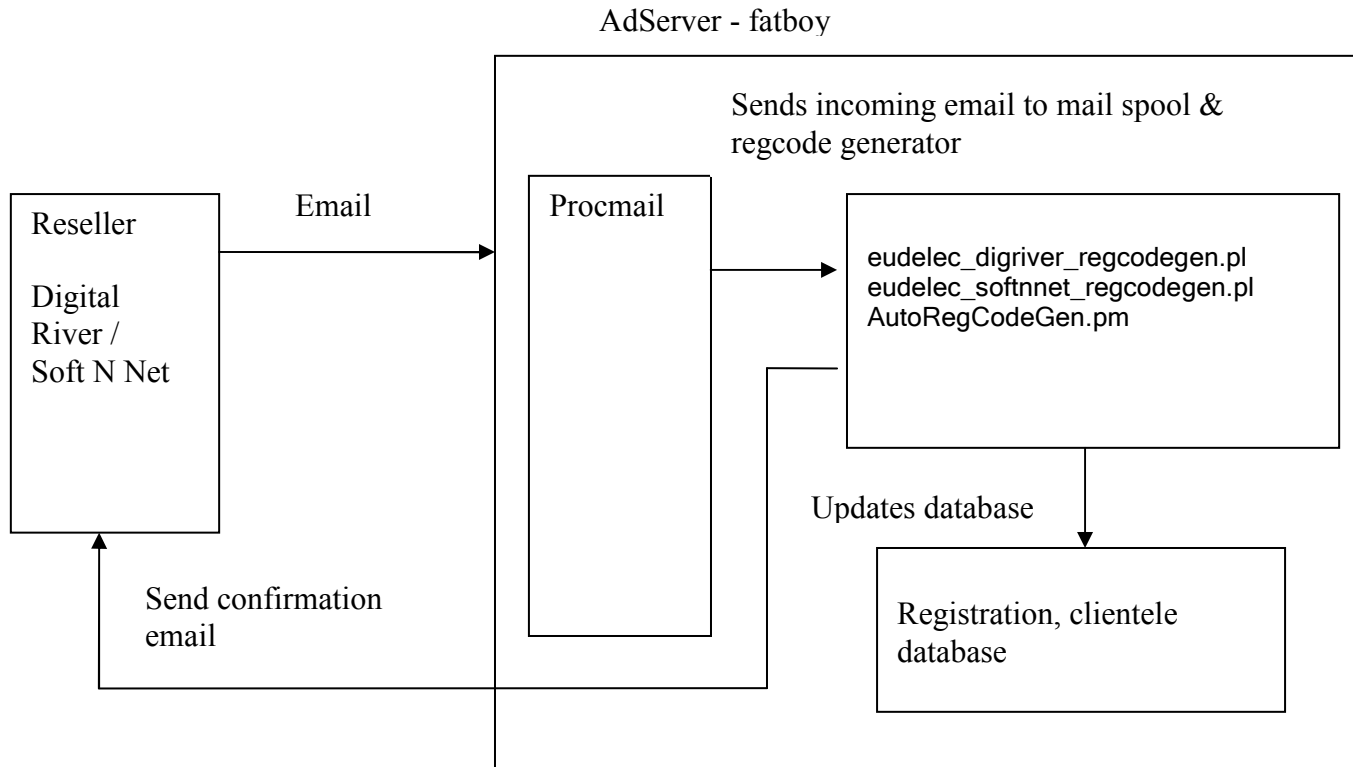 AdServer - fatboy
Sends incoming email to mail spool &
regcode generator
Reseller
Digital
River /
Soft N Net
Email
Procmail
eudelec_digriver_regcodegen.pl
eudelec_softnnet_regcodegen.pl
AutoRegCodeGen.pm
Updates database
Send confirmation
email
Registration, clientele
database